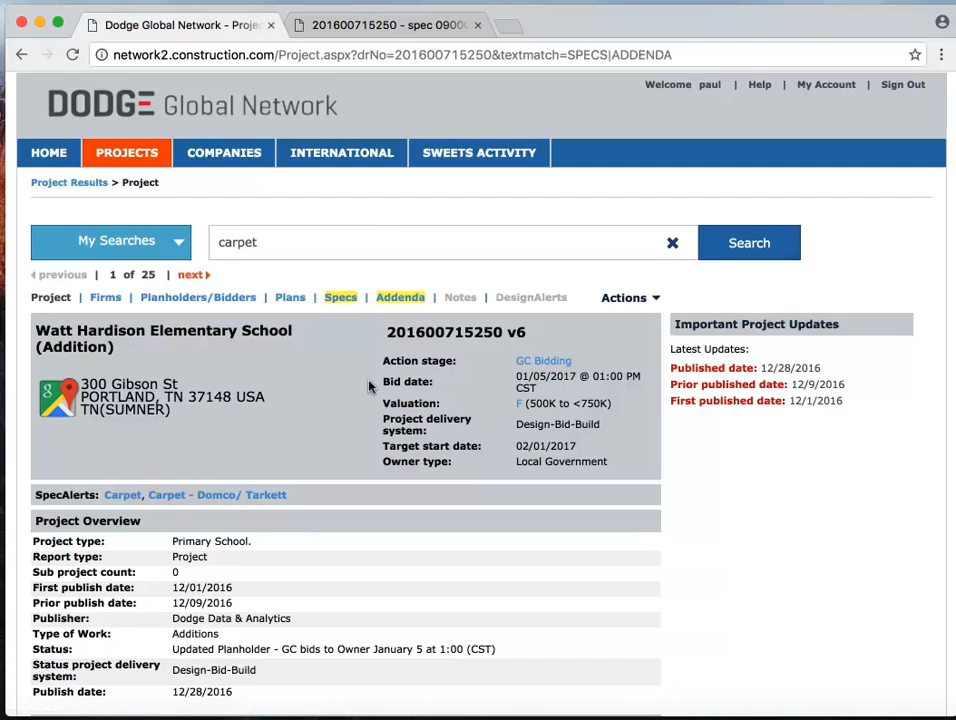 Dodge Global Network - Proje × 201600715250 - spec 0900 ×
network2.construction.com/Project.aspx?drNo=201600715250&textmatch=SPECS|ADDENDA
Welcome paul | Help | My Account | Sign Out
DODGE Global Network
HOME PROJECTS COMPANIES INTERNATIONAL SWEETS ACTIVITY
Project Results > Project
My Searches carpet Search
previous | 1 of 25 | next
Project | Firms | Planholders/Bidders | Plans | Specs | Addenda | Notes | DesignAlerts Actions
Watt Hardison Elementary School
(Addition)
300 Gibson St
PORTLAND, TN 37148 USA
TN(SUMNER)
201600715250 v6
Action stage: GC Bidding
Bid date: 01/05/2017 @ 01:00 PM
CST
Valuation: F (500K to <750K)
Project delivery
system: Design-Bid-Build
Target start date: 02/01/2017
Owner type: Local Government
Important Project Updates
Latest Updates:
Published date: 12/28/2016
Prior published date: 12/9/2016
First published date: 12/1/2016
SpecAlerts: Carpet, Carpet - Domco/ Tarkett
Project Overview
Project type: Primary School.
Report type: Project
Sub project count: 0
First publish date: 12/01/2016
Prior publish date: 12/09/2016
Publisher: Dodge Data & Analytics
Type of Work: Additions
Status: Updated Planholder - GC bids to Owner January 5 at 1:00 (CST)
Status project delivery
system: Design-Bid-Build
Publish date: 12/28/2016